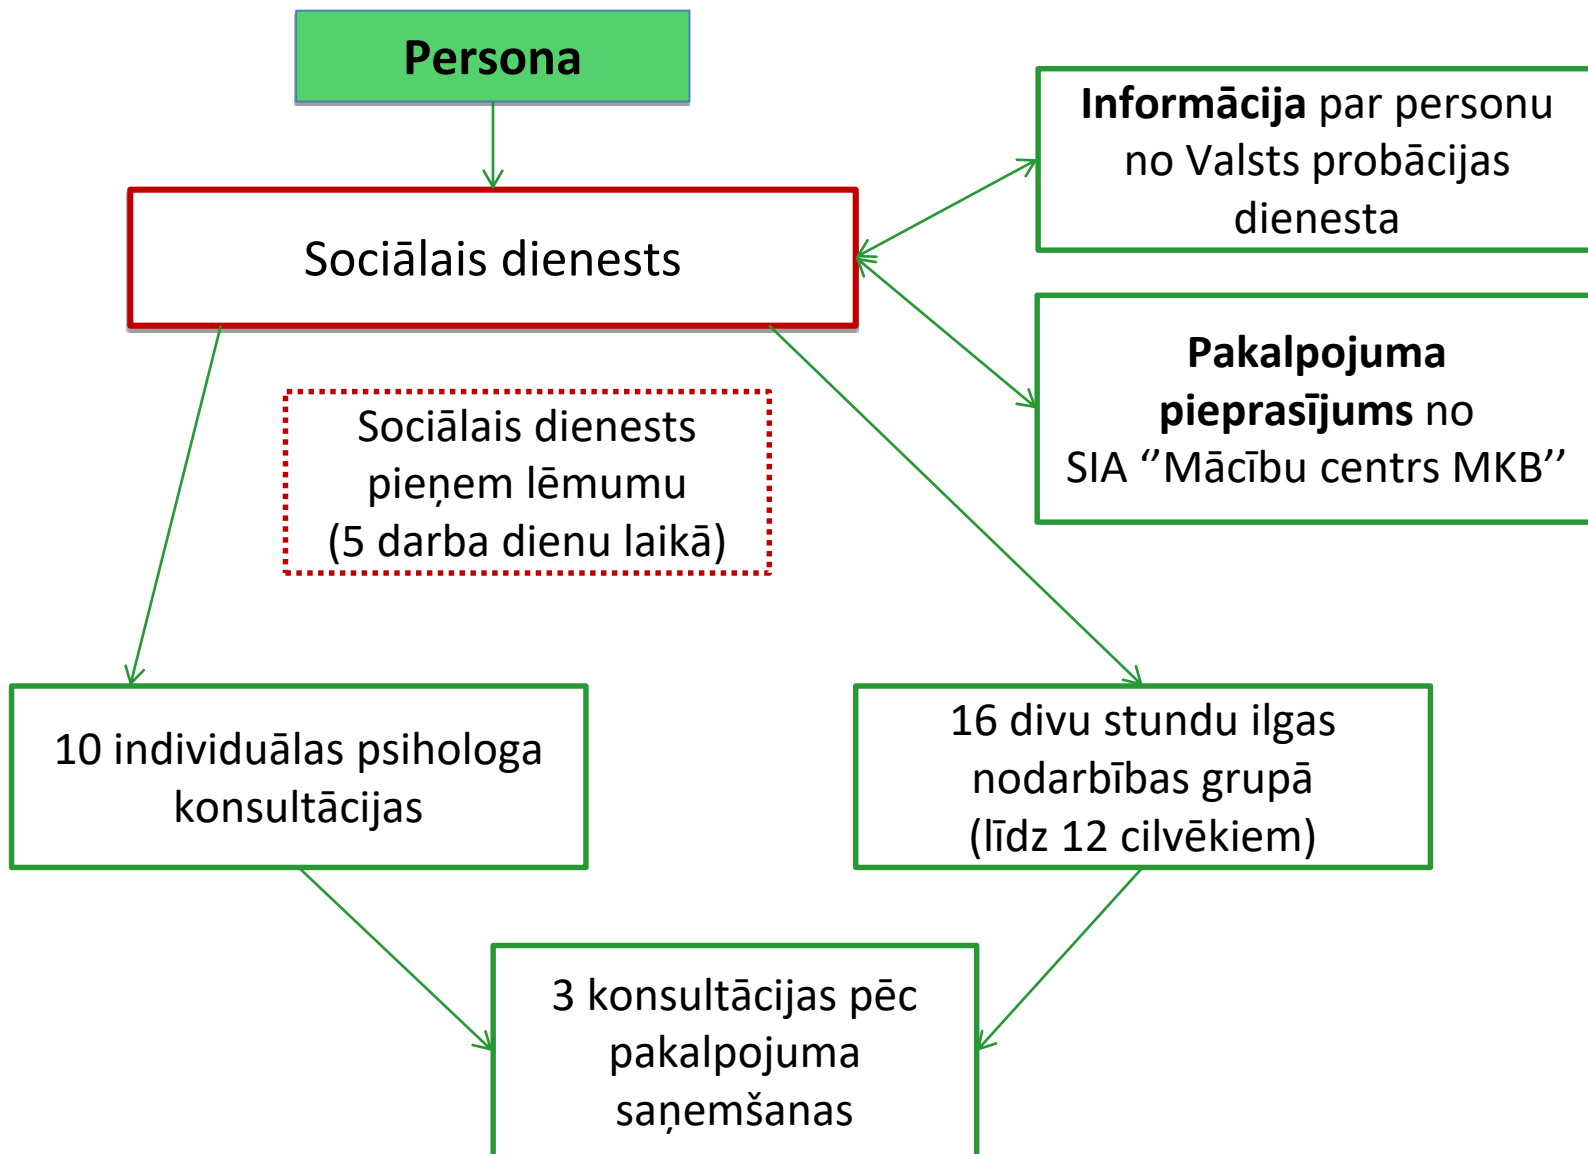 Persona
Informācija par personu
no Valsts probācijas
dienesta
Sociālais dienests
Pakalpojuma
pieprasījums no
SIA ‘’Mācību centrs MKB’’
Sociālais dienests
pieņem lēmumu
(5 darba dienu laikā)
10 individuālas psihologa
konsultācijas
16 divu stundu ilgas
nodarbības grupā
(līdz 12 cilvēkiem)
3 konsultācijas pēc
pakalpojuma
saņemšanas